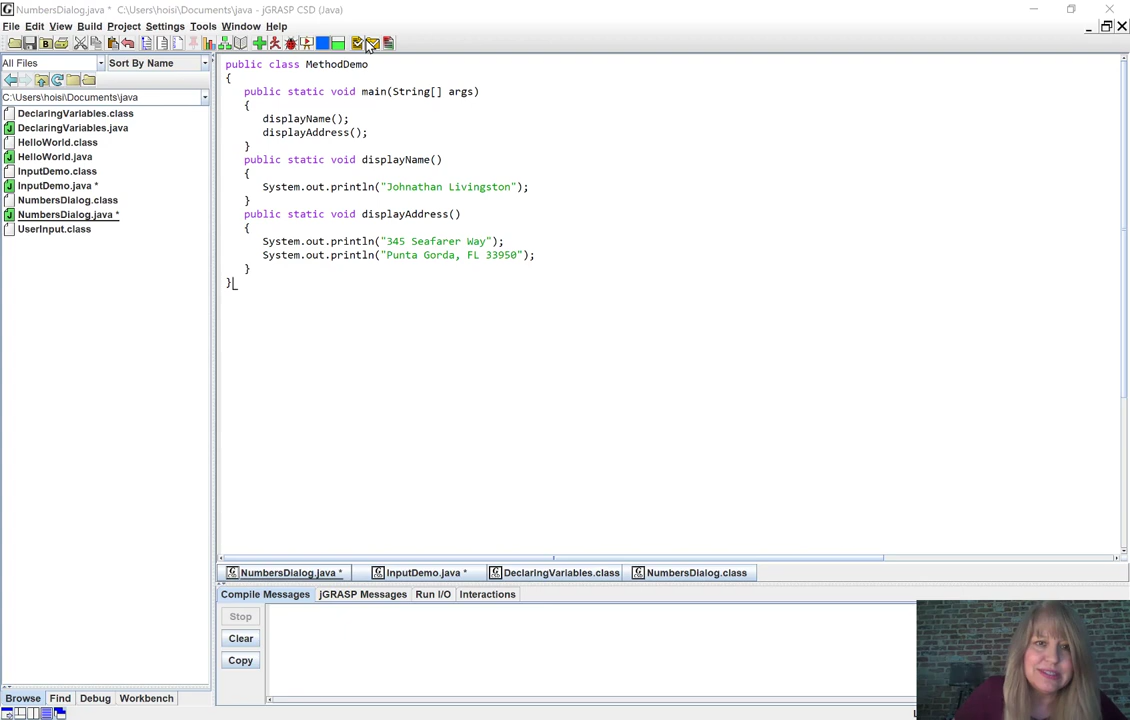 NumbersDialog.java * C:\Users\hoisi\Documents\java - jGRASP CSD (Java)
File Edit View Build Project Settings Tools Window Help
All Files Sort By Name
C:\Users\hoisi\Documents\java
DeclaringVariables.class
DeclaringVariables.java
HelloWorld.class
HelloWorld.java
InputDemo.class
InputDemo.java *
NumbersDialog.class
NumbersDialog.java *
UserInput.class
public class MethodDemo
{
public static void main(String[] args)
{
displayName();
displayAddress();
}
public static void displayName()
{
System.out.println("Johnathan Livingston");
}
public static void displayAddress()
{
System.out.println("345 Seafarer Way");
System.out.println("Punta Gorda, FL 33950");
}
}
NumbersDialog.java * InputDemo.java * DeclaringVariables.class NumbersDialog.class
Compile Messages jGRASP Messages Run I/O Interactions
Stop
Clear
Copy
Browse Find Debug Workbench